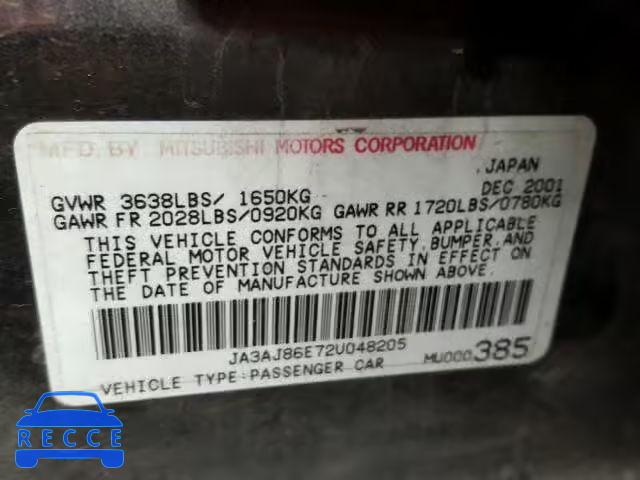 MFD. BY MITSUBISHI MOTORS CORPORATION
JAPAN
GVWR 3638LBS/ 1650KG DEC 2001
GAWR FR 2028LBS/0920KG GAWR RR 1720LBS/0780KG
THIS VEHICLE CONFORMS TO ALL APPLICABLE
FEDERAL MOTOR VEHICLE SAFETY, BUMPER, AND
THEFT PREVENTION STANDARDS IN EFFECT ON
THE DATE OF MANUFACTURE SHOWN ABOVE.
JA3AJ86E72U048205
MU000385
VEHICLE TYPE:PASSENGER CAR
RECCE